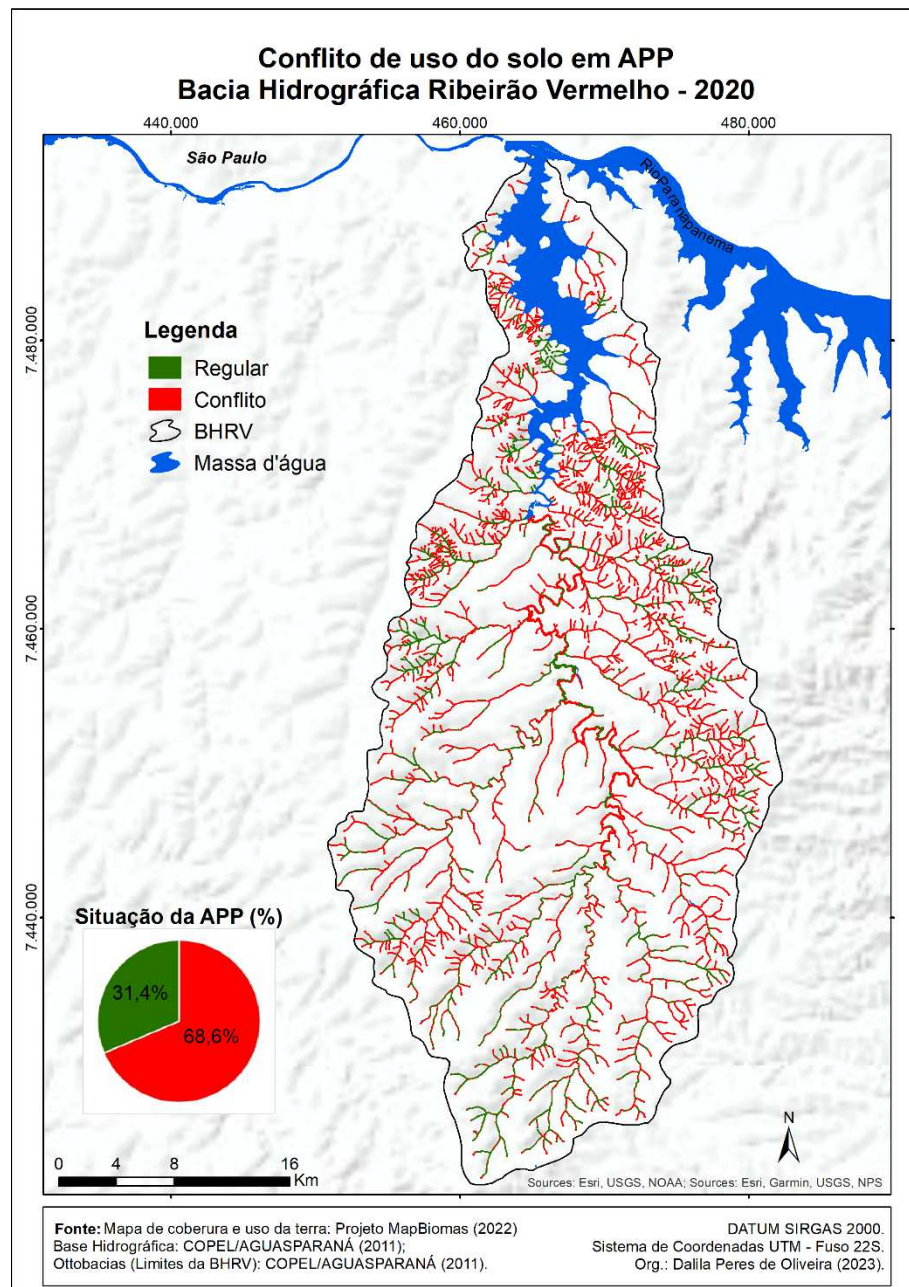 Conflito de uso do solo em APP
Bacia Hidrográfica Ribeirão Vermelho - 2020
440.000
460.000
480.000
São Paulo
Rio Paranapanema
7.480.000
Legenda
Regular
Conflito
BHRV
Massa d'água
7.460.000
7.440.000
Situação da APP (%)
31,4%
68,6%
N
0 4 8 16
Km
Sources: Esri, USGS, NOAA; Sources: Esri, Garmin, USGS, NPS
Fonte: Mapa de coberura e uso da terra: Projeto MapBiomas (2022)
Base Hidrográfica: COPEL/AGUASPARANÁ (2011);
Ottobacias (Limites da BHRV): COPEL/AGUASPARANÁ (2011).
DATUM SIRGAS 2000.
Sistema de Coordenadas UTM - Fuso 22S.
Org.: Dalila Peres de Oliveira (2023).